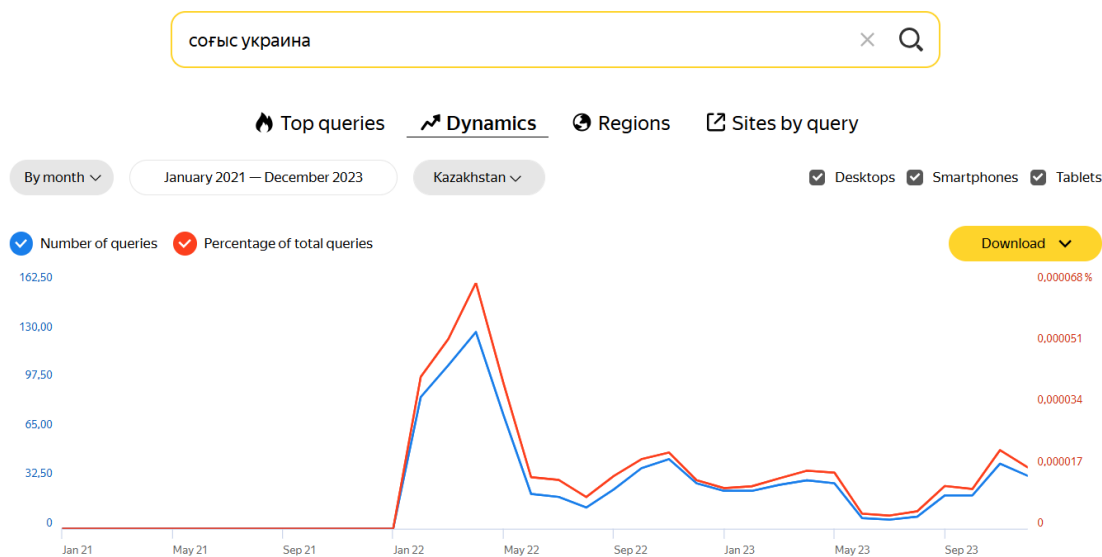 соғыс украина
Top queries Dynamics Regions Sites by query
By month January 2021 — December 2023 Kazakhstan Desktops Smartphones Tablets
Number of queries Percentage of total queries Download
162,50 0,000068 %
130,00 0,000051
97,50 0,000034
65,00 0,000017
32,50
0 0
Jan 21 May 21 Sep 21 Jan 22 May 22 Sep 22 Jan 23 May 23 Sep 23